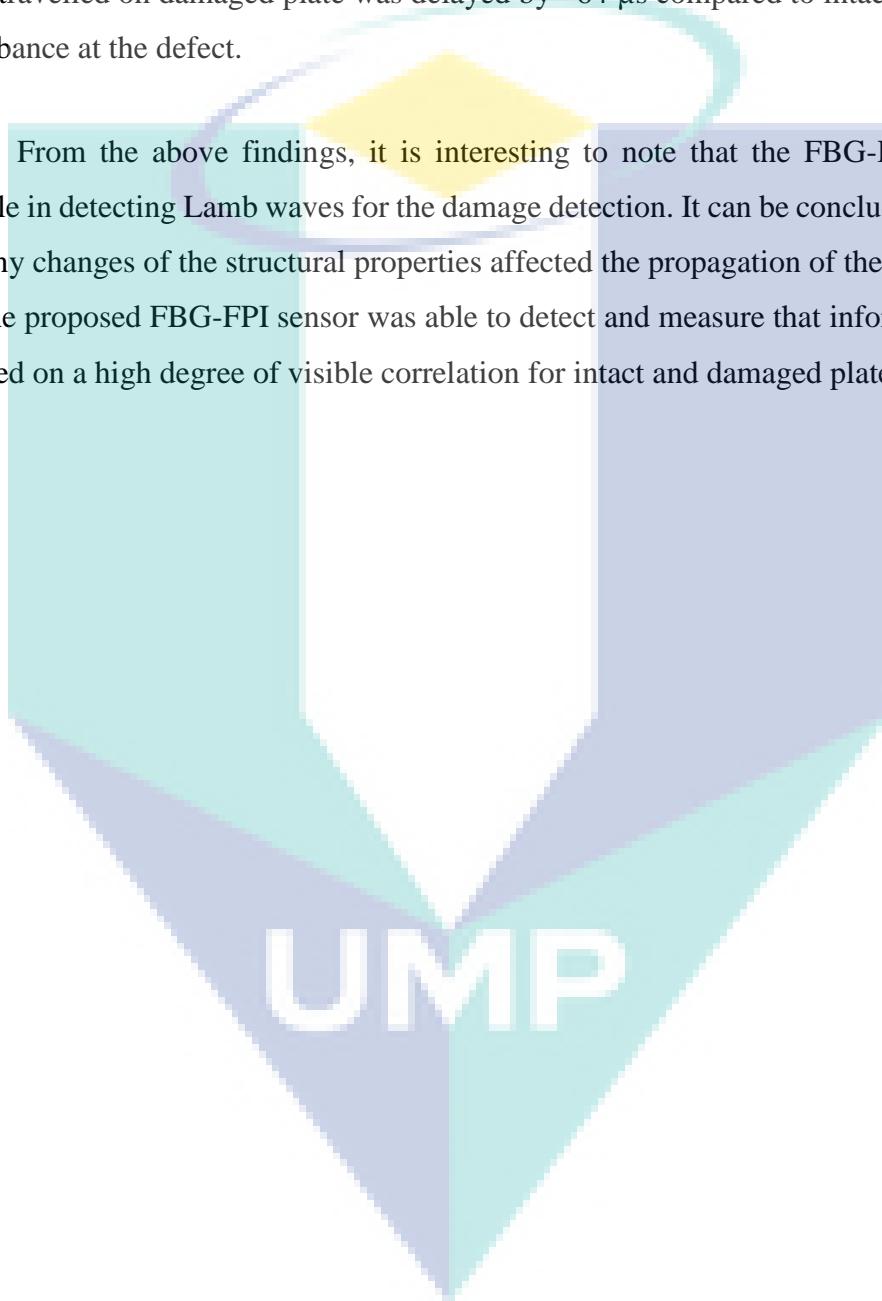 travelled on damaged plate was delayed by
µs compared to intac
bance at the defect.
From the above findings, it is interesting to note that the FBG-
le in detecting Lamb waves for the damage detection. It can be conclu
ny changes of the structural properties affected the propagation of the
e proposed FBG-FPI sensor was able to detect and measure that infor
ed on a high degree of visible correlation for intact and damaged plate
UMP